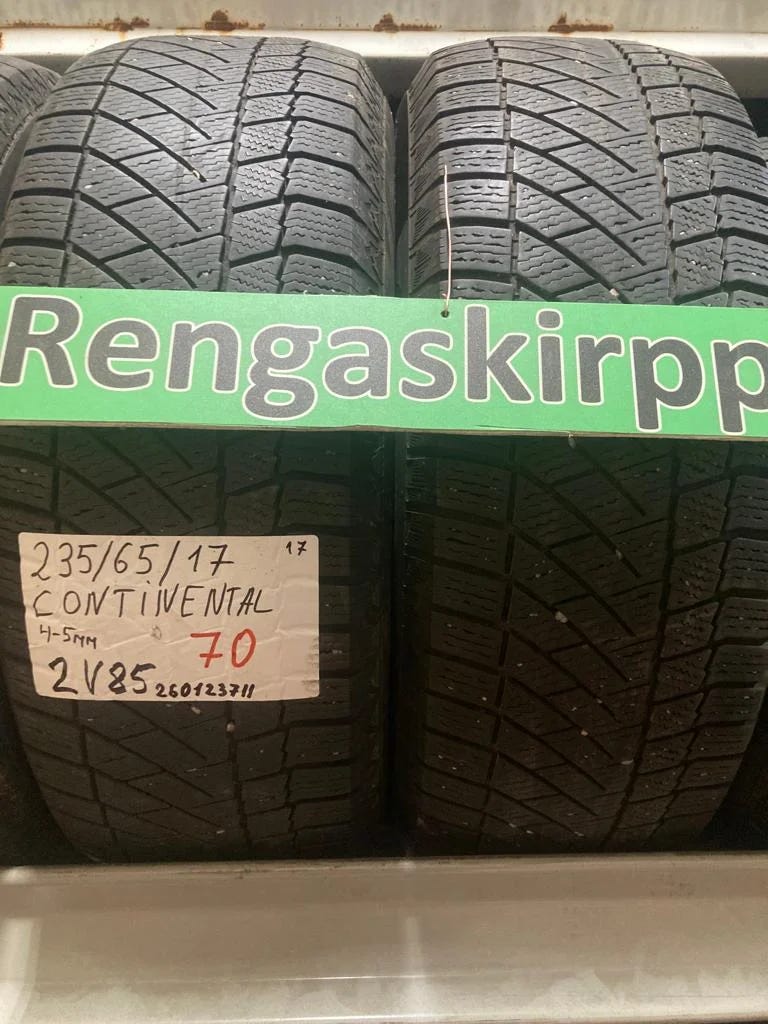 Rengaskirpp
235/65/17 17
CONTINENTAL
4-5MM 70
2V85 260123711